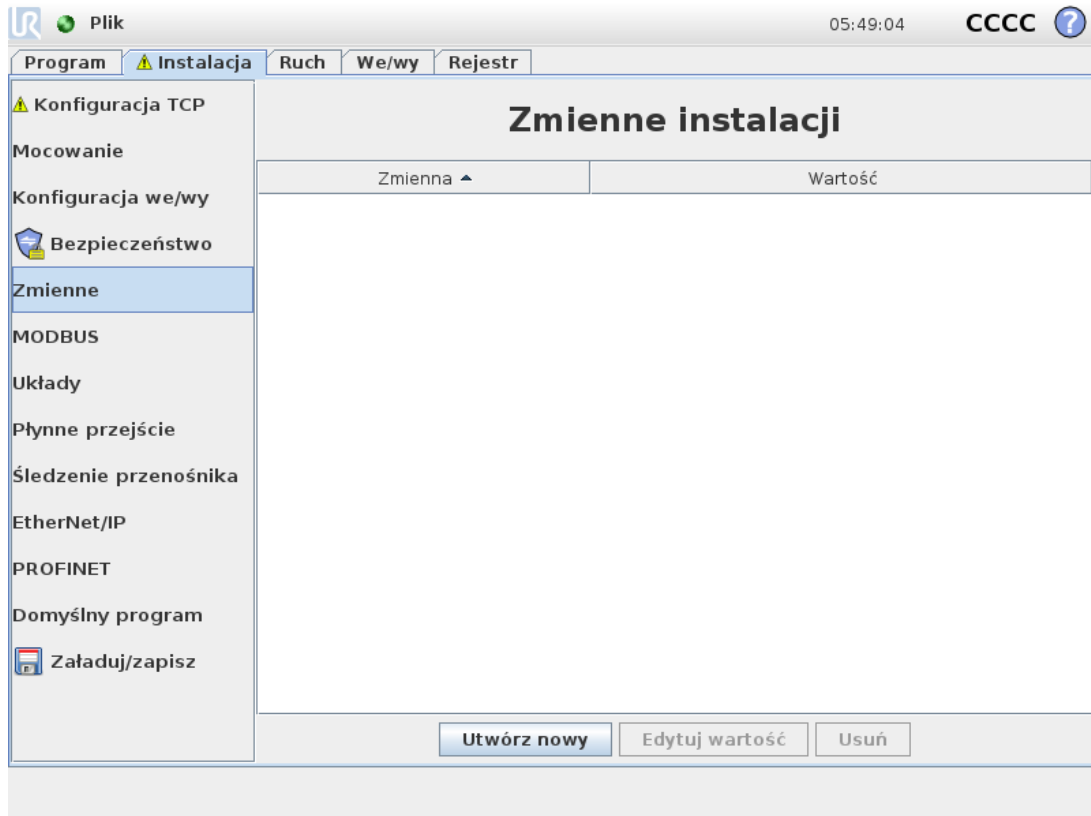 UR Plik 05:49:04 CCCC ?
Program Instalacja Ruch We/wy Rejestr
Konfiguracja TCP
Mocowanie
Konfiguracja we/wy
Bezpieczeństwo
Zmienne
MODBUS
Układy
Płynne przejście
Śledzenie przenośnika
EtherNet/IP
PROFINET
Domyślny program
Załaduj/zapisz
Zmienne instalacji
Zmienna Wartość
Utwórz nowy Edytuj wartość Usuń